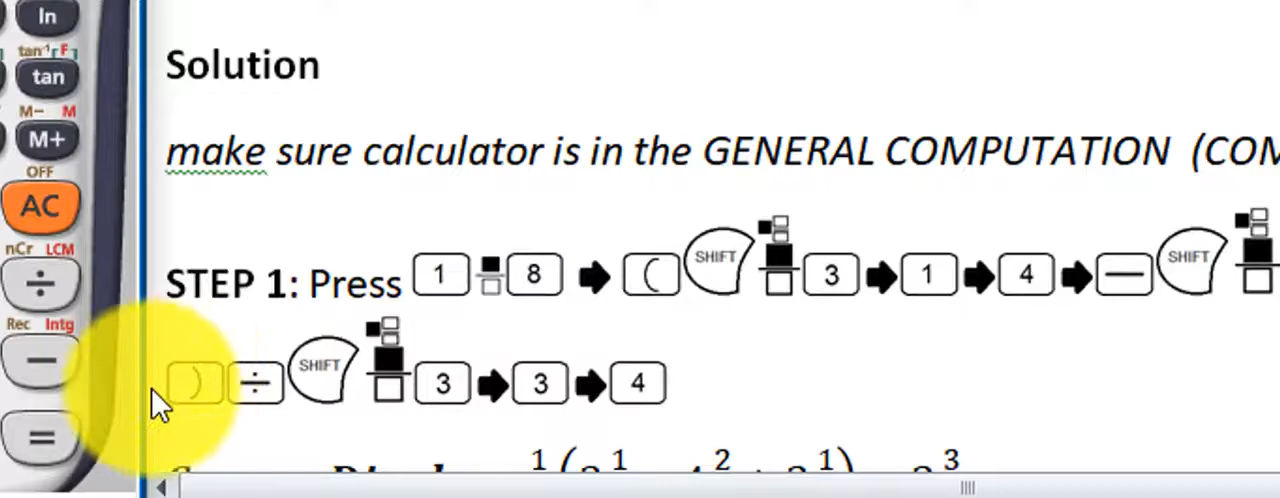 ln
tan⁻¹ F
tan
M− M
M+
OFF
AC
nCr LCM
÷
Rec Intg
−
=
Solution
make sure calculator is in the GENERAL COMPUTATION (COM
STEP 1: Press 1 8 ➡ ( SHIFT 3 ➡ 1 ➡ 4 ➡ — SHIFT
) ÷ SHIFT 3 ➡ 3 ➡ 4